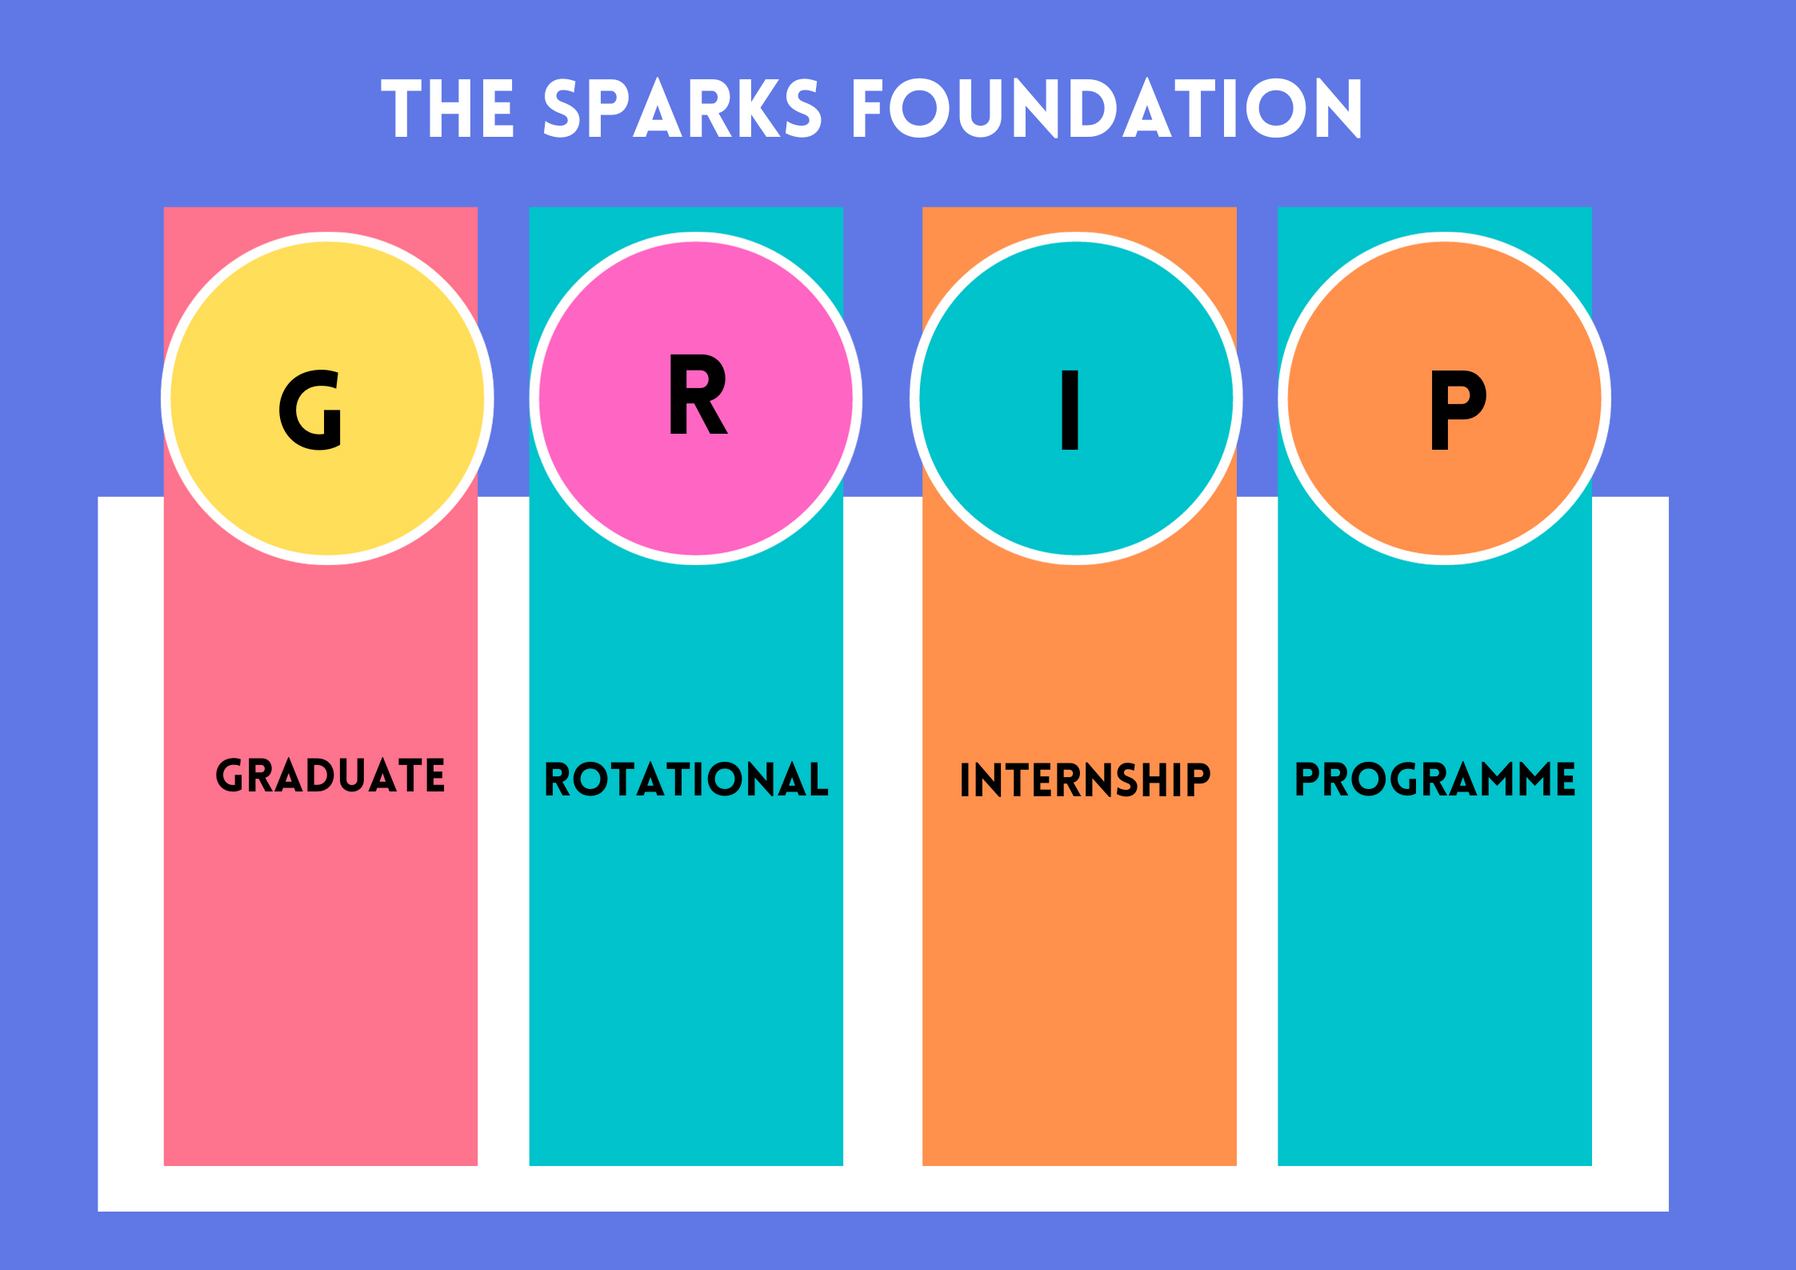 THE SPARKS FOUNDATION
G R I P
GRADUATE ROTATIONAL INTERNSHIP PROGRAMME